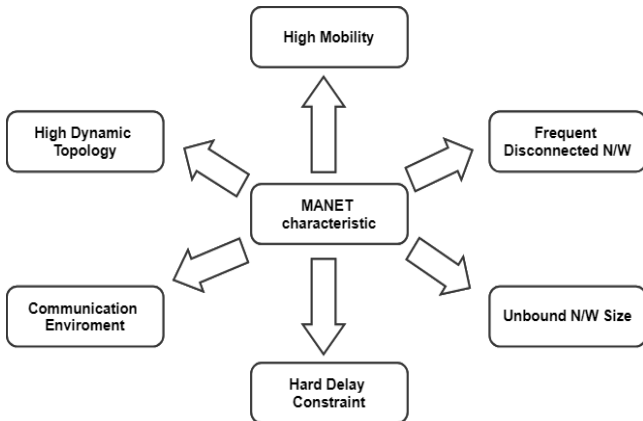 High Mobility
High Dynamic
Topology
Frequent
Disconnected N/W
MANET
characteristic
Communication
Enviroment
Unbound N/W Size
Hard Delay
Constraint